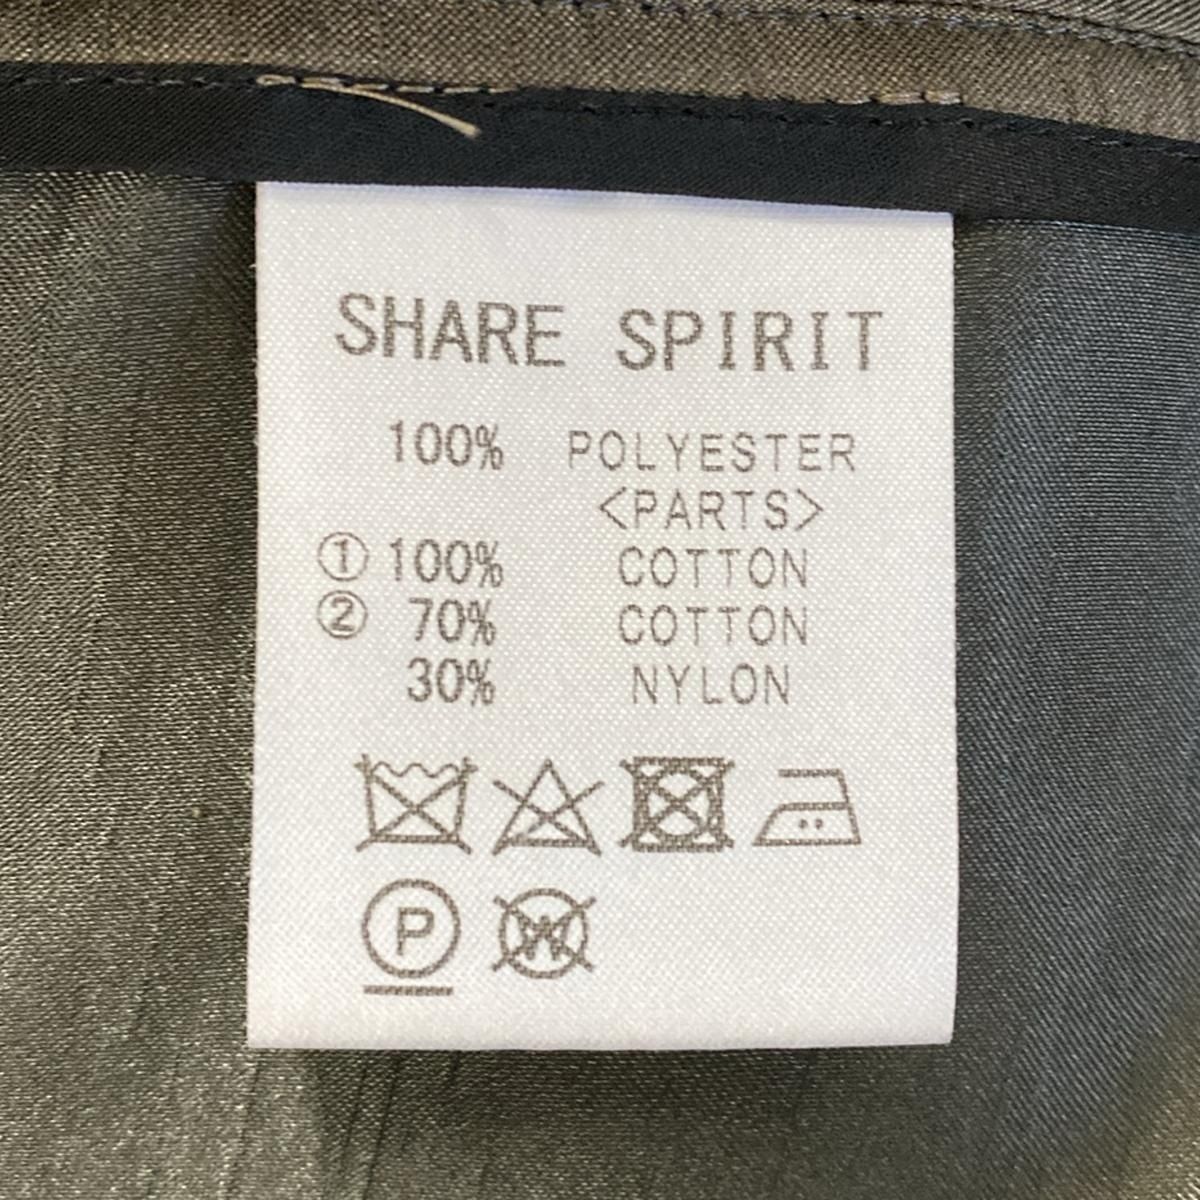 SHARE SPIRIT
100% POLYESTER
<PARTS>
① 100% COTTON
② 70% COTTON
30% NYLON
P
W